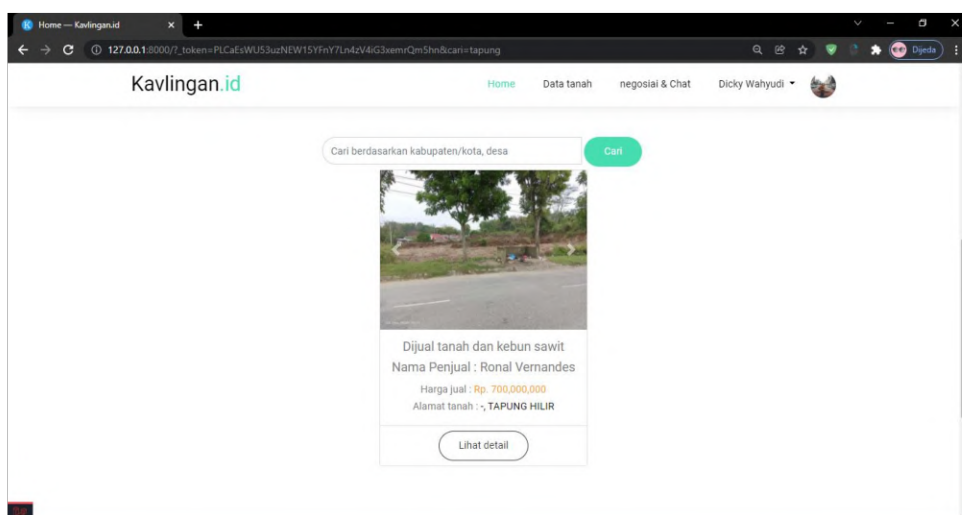 Home — Kavlingan.id
127.0.0.1:8000/?_token=PLCaEsWU53uzNEW15YFnY7Ln4zV4iG3xemrQm5hn&cari=tapung
Dijeda
Kavlingan.id
Home
Data tanah
negosiai & Chat
Dicky Wahyudi
Cari berdasarkan kabupaten/kota, desa
Cari
Dijual tanah dan kebun sawit
Nama Penjual : Ronal Vernandes
Harga jual : Rp. 700,000,000
Alamat tanah : -, TAPUNG HILIR
Lihat detail